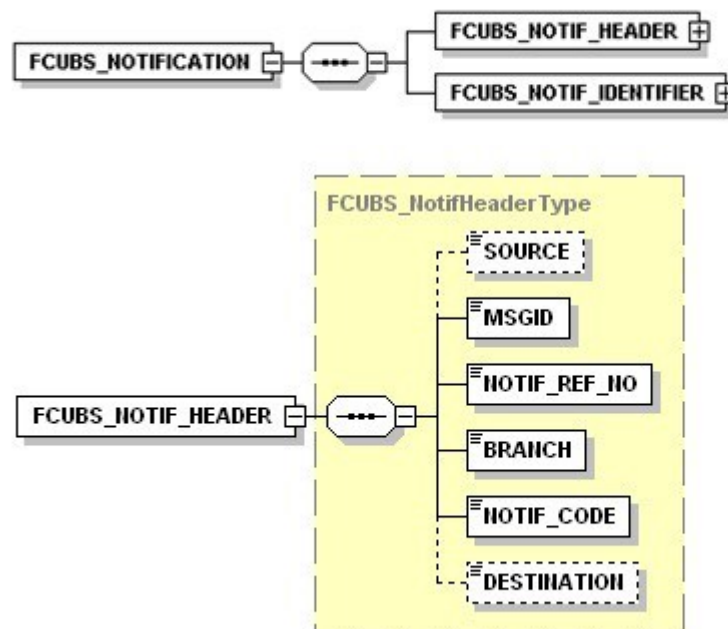 FCUBS_NOTIFICATION
FCUBS_NOTIF_HEADER
FCUBS_NOTIF_IDENTIFIER
FCUBS_NotifHeaderType
SOURCE
MSGID
NOTIF_REF_NO
FCUBS_NOTIF_HEADER
BRANCH
NOTIF_CODE
DESTINATION